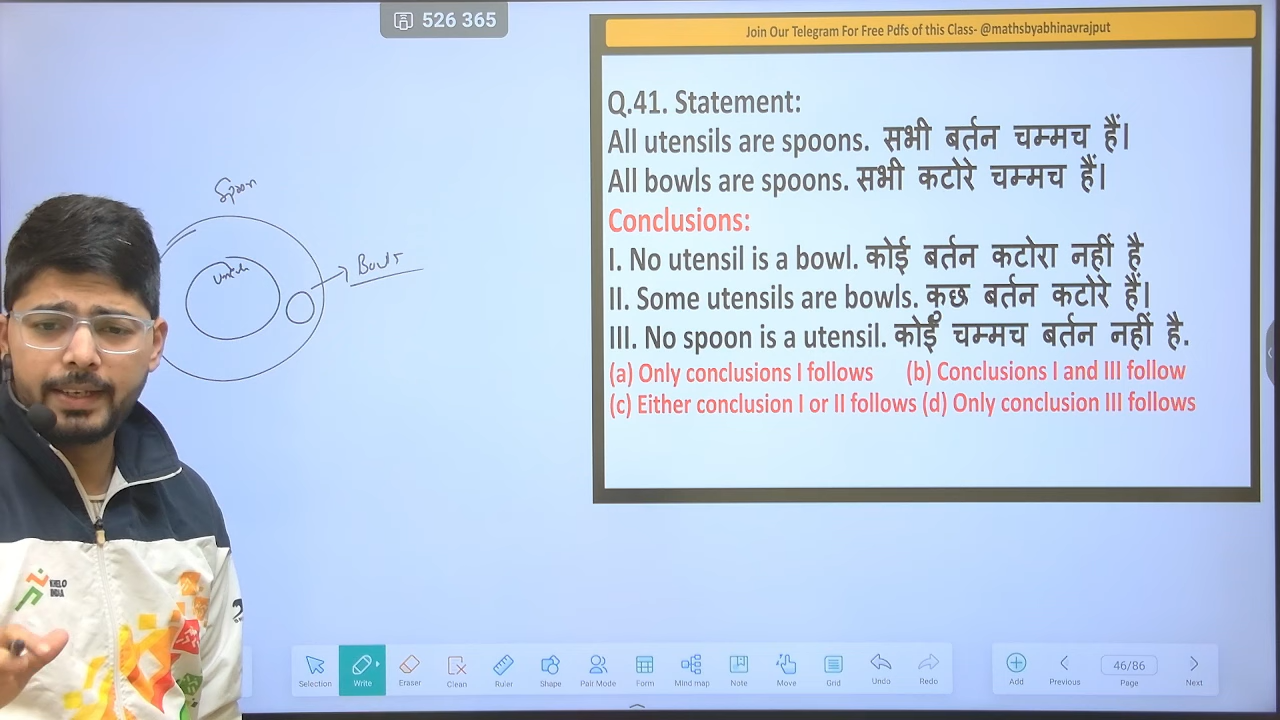 526 365
Join Our Telegram For Free Pdfs of this Class- @mathsbyabhinavrajput
Q.41. Statement:
All utensils are spoons. सभी बर्तन चम्मच हैं।
All bowls are spoons. सभी कटोरे चम्मच हैं।
Conclusions:
I. No utensil is a bowl. कोई बर्तन कटोरा नहीं है
II. Some utensils are bowls. कुछ बर्तन कटोरे हैं।
III. No spoon is a utensil. कोई चम्मच बर्तन नहीं है.
(a) Only conclusions I follows (b) Conclusions I and III follow
(c) Either conclusion I or II follows (d) Only conclusion III follows
Spoon
Bowls
KHELO
INDIA
Selection Write Eraser Clean Ruler Shape Pair Mode Form Mind map Note Move Grid Undo Redo
Add Previous 46/86 Page Next